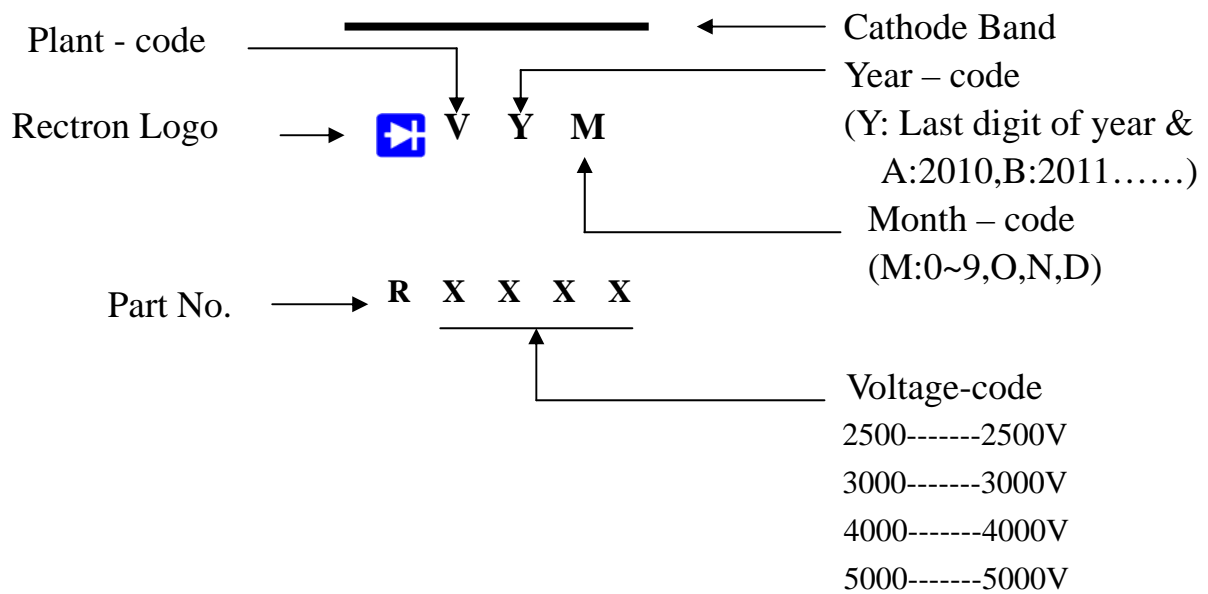 Plant - code
Cathode Band
Year – code
Rectron Logo
V Y M
(Y: Last digit of year &
A:2010,B:2011……)
Month – code
(M:0~9,O,N,D)
Part No.
R X X X X
Voltage-code
2500-------2500V
3000-------3000V
4000-------4000V
5000-------5000V